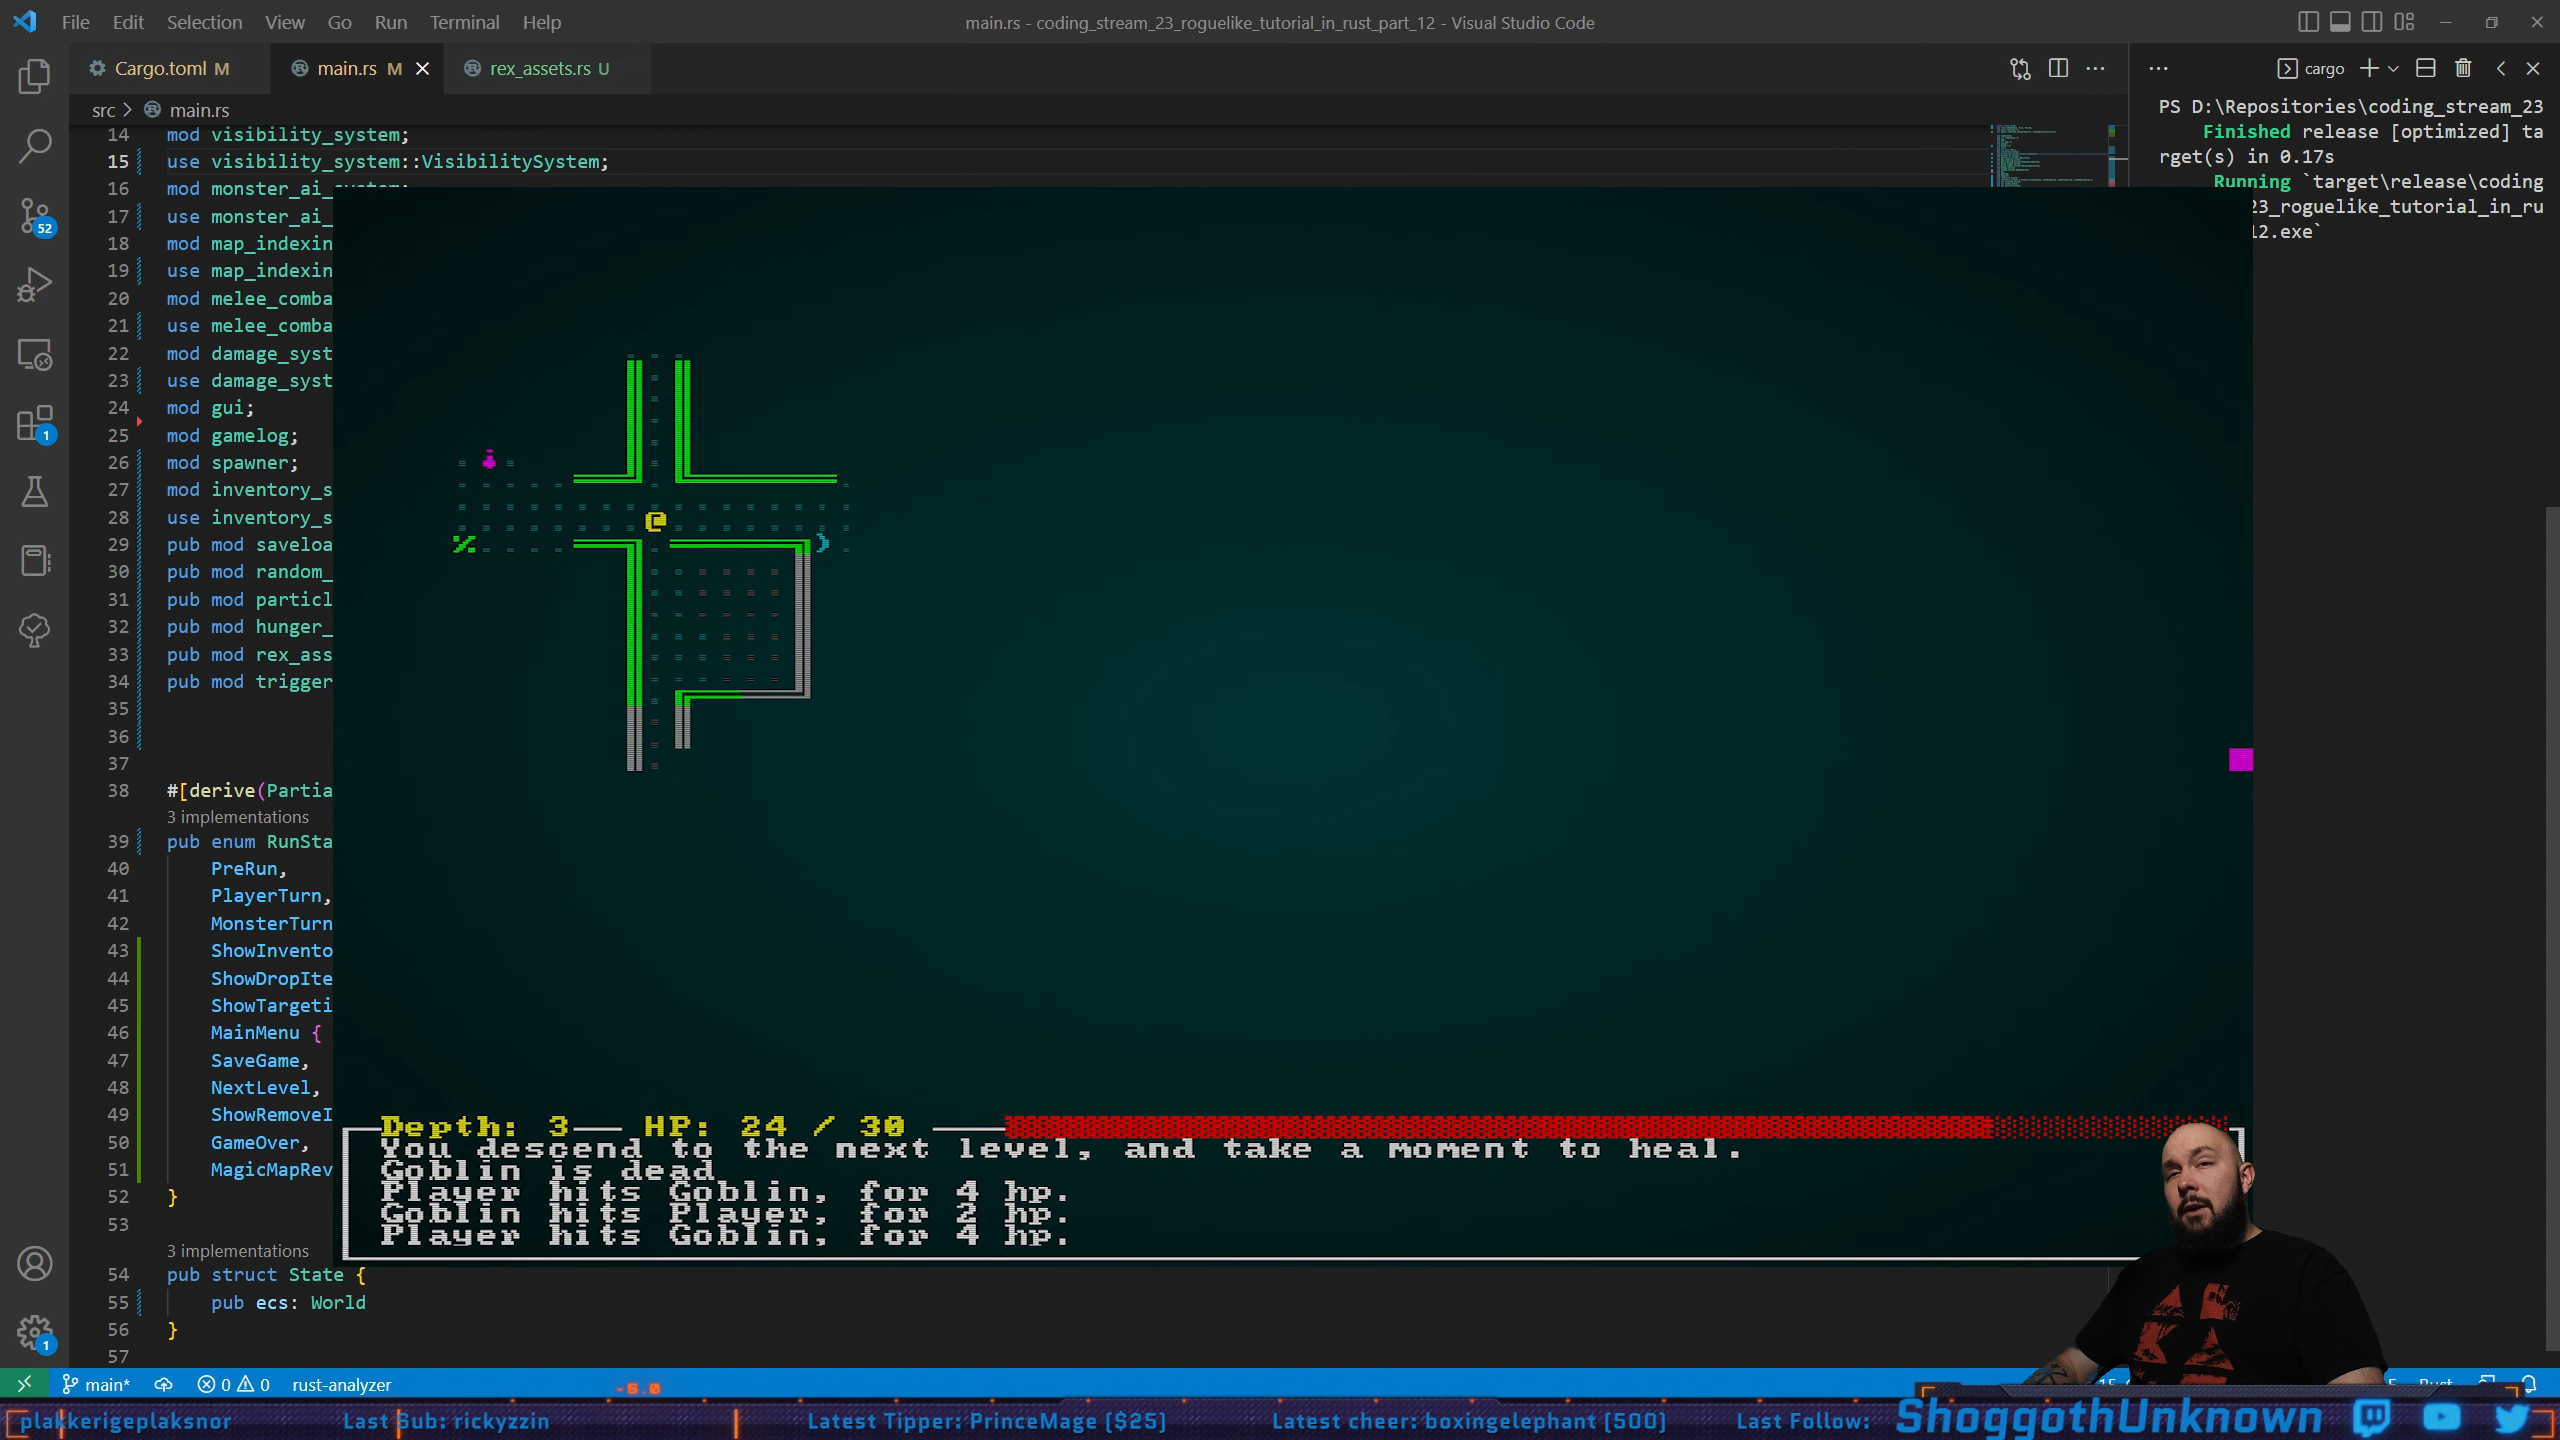 File Edit Selection View Go Run Terminal Help
main.rs - coding_stream_23_roguelike_tutorial_in_rust_part_12 - Visual Studio Code
Cargo.toml M
main.rs M
rex_assets.rs U
cargo
src > main.rs
14 mod visibility_system;
15 use visibility_system::VisibilitySystem;
16 mod monster_ai_system;
17 use monster_ai_
18 mod map_indexin
19 use map_indexin
20 mod melee_comba
21 use melee_comba
22 mod damage_syst
23 use damage_syst
24 mod gui;
25 mod gamelog;
26 mod spawner;
27 mod inventory_s
28 use inventory_s
29 pub mod saveloa
30 pub mod random_
31 pub mod particl
32 pub mod hunger_
33 pub mod rex_ass
34 pub mod trigger
35
36
37
38 #[derive(Partia
3 implementations
39 pub enum RunSta
40 PreRun,
41 PlayerTurn,
42 MonsterTurn
43 ShowInvento
44 ShowDropIte
45 ShowTargeti
46 MainMenu {
47 SaveGame,
48 NextLevel,
49 ShowRemoveI
50 GameOver,
51 MagicMapRev
52 }
53
3 implementations
54 pub struct State {
55 pub ecs: World
56 }
57
PS D:\Repositories\coding_stream_23
Finished release [optimized] ta
rget(s) in 0.17s
Running `target\release\coding
23_roguelike_tutorial_in_ru
12.exe`
52
1
1
Depth: 3 HP: 24 / 30
You descend to the next level, and take a moment to heal.
Goblin is dead
Player hits Goblin, for 4 hp.
Goblin hits Player, for 2 hp.
Player hits Goblin, for 4 hp.
main* 0 0 rust-analyzer
-5.0
plakkerigeplaksnor
Last Sub: rickyzzin
Latest Tipper: PrinceMage ($25)
Latest cheer: boxingelephant (500)
Last Follow:
ShoggothUnknown